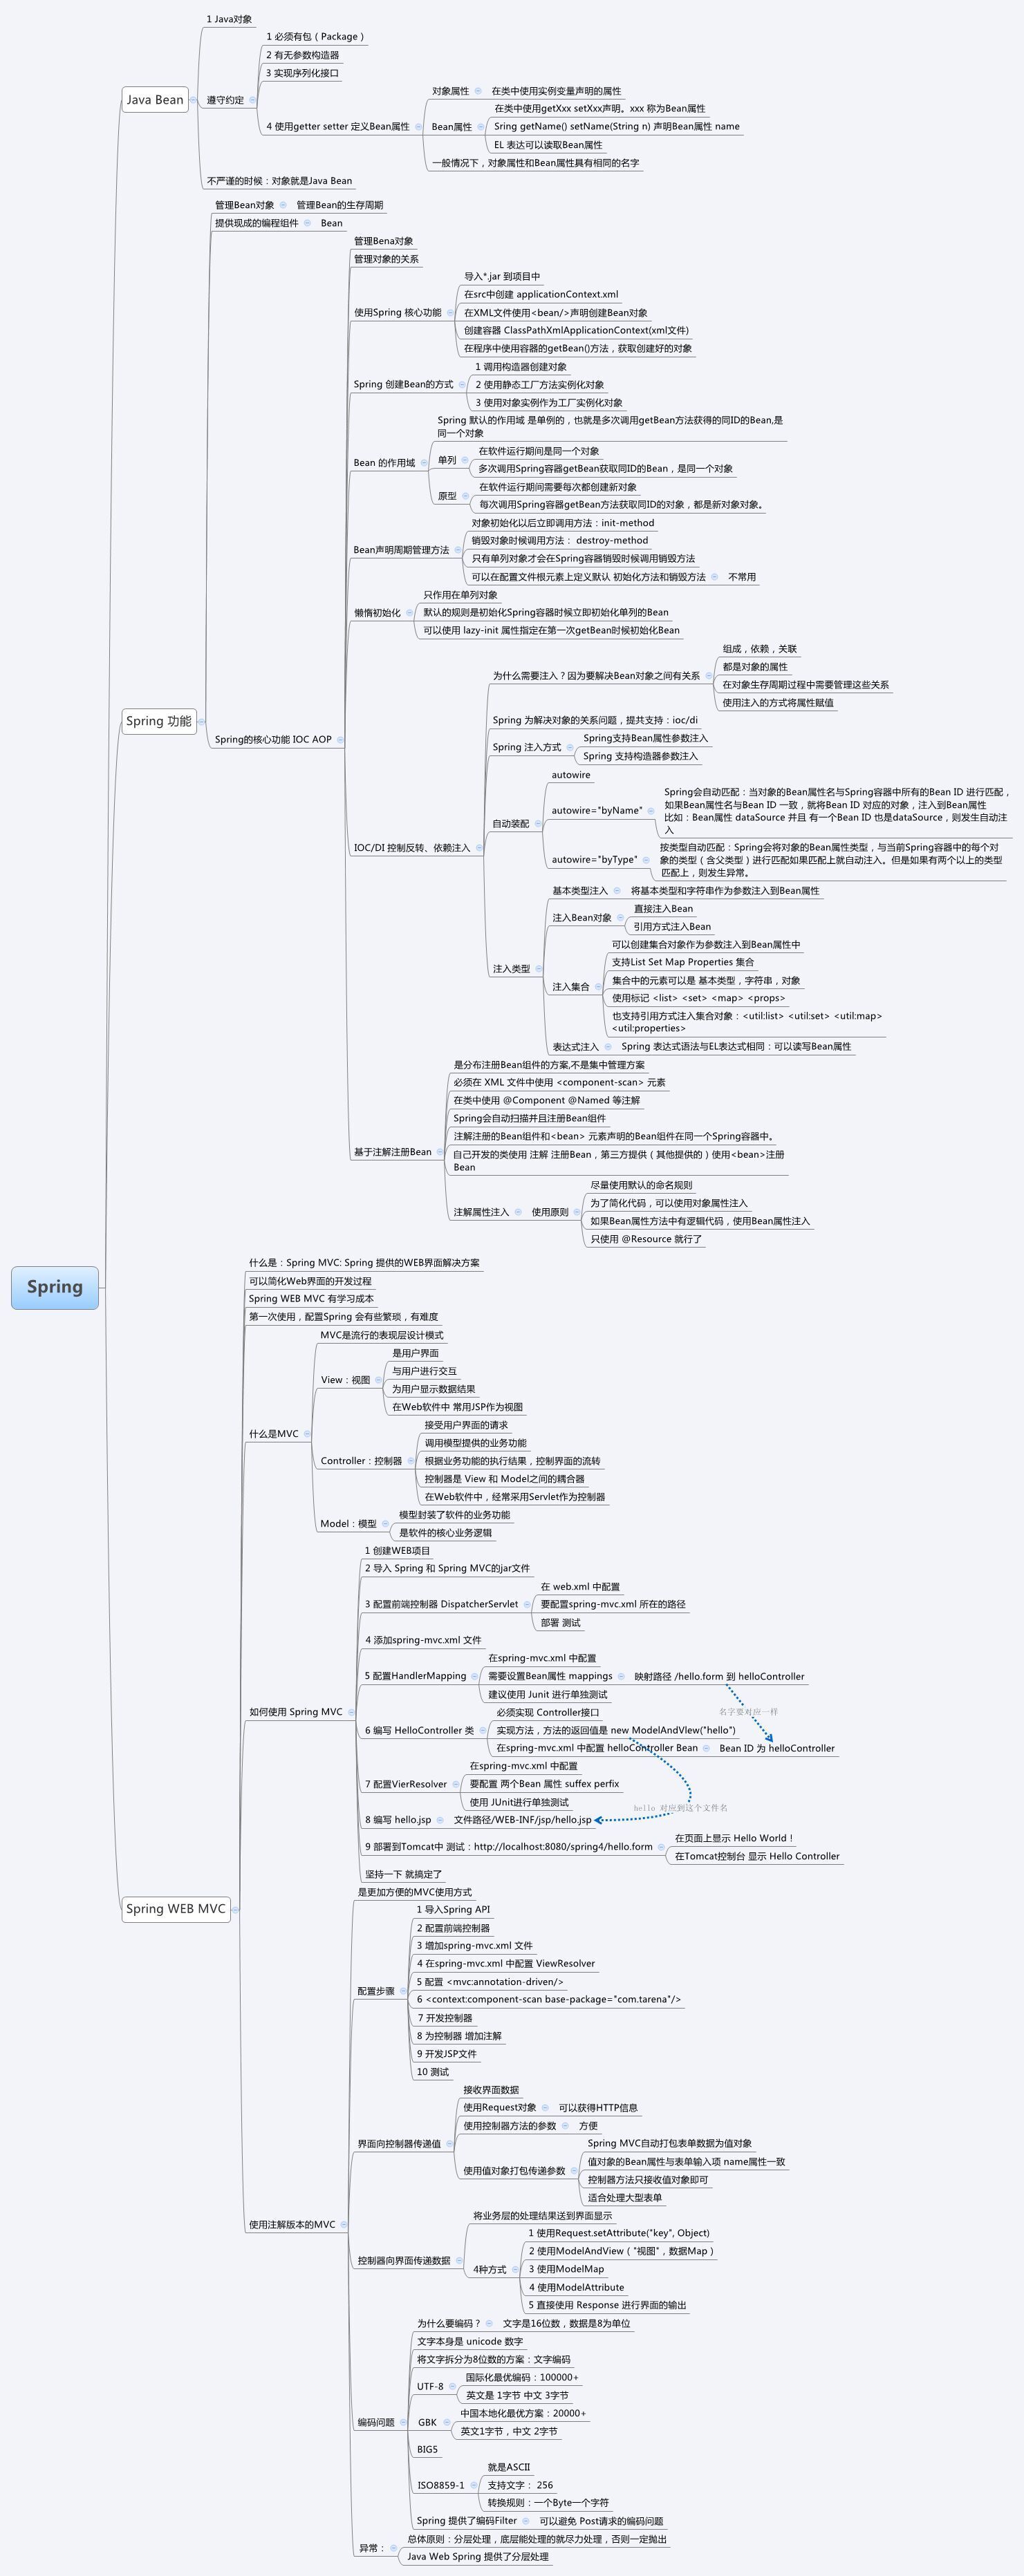 Spring
Java Bean
1 Java对象
遵守约定
1 必须有包（Package）
2 有无参数构造器
3 实现序列化接口
4 使用getter setter 定义Bean属性
对象属性
在类中使用实例变量声明的属性
Bean属性
在类中使用getXxx setXxx声明。xxx 称为Bean属性
Sring getName() setName(String n) 声明Bean属性 name
EL 表达可以读取Bean属性
一般情况下，对象属性和Bean属性具有相同的名字
不严谨的时候：对象就是Java Bean
Spring 功能
管理Bean对象
管理Bean的生存周期
提供现成的编程组件
Bean
Spring的核心功能 IOC AOP
管理Bena对象
管理对象的关系
使用Spring 核心功能
导入*.jar 到项目中
在src中创建 applicationContext.xml
在XML文件使用<bean/>声明创建Bean对象
创建容器 ClassPathXmlApplicationContext(xml文件)
在程序中使用容器的getBean()方法，获取创建好的对象
Spring 创建Bean的方式
1 调用构造器创建对象
2 使用静态工厂方法实例化对象
3 使用对象实例作为工厂实例化对象
Bean 的作用域
Spring 默认的作用域 是单例的，也就是多次调用getBean方法获得的同ID的Bean,是
同一个对象
单列
在软件运行期间是同一个对象
多次调用Spring容器getBean获取同ID的Bean，是同一个对象
原型
在软件运行期间需要每次都创建新对象
每次调用Spring容器getBean方法获取同ID的对象，都是新对象对象。
Bean声明周期管理方法
对象初始化以后立即调用方法：init-method
销毁对象时候调用方法： destroy-method
只有单列对象才会在Spring容器销毁时候调用销毁方法
可以在配置文件根元素上定义默认 初始化方法和销毁方法
不常用
懒惰初始化
只作用在单列对象
默认的规则是初始化Spring容器时候立即初始化单列的Bean
可以使用 lazy-init 属性指定在第一次getBean时候初始化Bean
IOC/DI 控制反转、依赖注入
为什么需要注入？因为要解决Bean对象之间有关系
组成，依赖，关联
都是对象的属性
在对象生存周期过程中需要管理这些关系
使用注入的方式将属性赋值
Spring 为解决对象的关系问题，提共支持：ioc/di
Spring 注入方式
Spring支持Bean属性参数注入
Spring 支持构造器参数注入
自动装配
autowire
autowire="byName"
Spring会自动匹配：当对象的Bean属性名与Spring容器中所有的Bean ID 进行匹配，
如果Bean属性名与Bean ID 一致，就将Bean ID 对应的对象，注入到Bean属性
比如：Bean属性 dataSource 并且 有一个Bean ID 也是dataSource，则发生自动注
入
autowire="byType"
按类型自动匹配：Spring会将对象的Bean属性类型，与当前Spring容器中的每个对
象的类型（含父类型）进行匹配如果匹配上就自动注入。但是如果有两个以上的类型
匹配上，则发生异常。
注入类型
基本类型注入
将基本类型和字符串作为参数注入到Bean属性
注入Bean对象
直接注入Bean
引用方式注入Bean
注入集合
可以创建集合对象作为参数注入到Bean属性中
支持List Set Map Properties 集合
集合中的元素可以是 基本类型，字符串，对象
使用标记 <list> <set> <map> <props>
也支持引用方式注入集合对象：<util:list> <util:set> <util:map>
<util:properties>
表达式注入
Spring 表达式语法与EL表达式相同：可以读写Bean属性
基于注解注册Bean
是分布注册Bean组件的方案,不是集中管理方案
必须在 XML 文件中使用 <component-scan> 元素
在类中使用 @Component @Named 等注解
Spring会自动扫描并且注册Bean组件
注解注册的Bean组件和<bean> 元素声明的Bean组件在同一个Spring容器中。
自己开发的类使用 注解 注册Bean，第三方提供（其他提供的）使用<bean>注册
Bean
注解属性注入
使用原则
尽量使用默认的命名规则
为了简化代码，可以使用对象属性注入
如果Bean属性方法中有逻辑代码，使用Bean属性注入
只使用 @Resource 就行了
Spring WEB MVC
什么是：Spring MVC: Spring 提供的WEB界面解决方案
可以简化Web界面的开发过程
Spring WEB MVC 有学习成本
第一次使用，配置Spring 会有些繁琐，有难度
什么是MVC
MVC是流行的表现层设计模式
View：视图
是用户界面
与用户进行交互
为用户显示数据结果
在Web软件中 常用JSP作为视图
Controller：控制器
接受用户界面的请求
调用模型提供的业务功能
根据业务功能的执行结果，控制界面的流转
控制器是 View 和 Model之间的耦合器
在Web软件中，经常采用Servlet作为控制器
Model：模型
模型封装了软件的业务功能
是软件的核心业务逻辑
如何使用 Spring MVC
1 创建WEB项目
2 导入 Spring 和 Spring MVC的jar文件
3 配置前端控制器 DispatcherServlet
在 web.xml 中配置
要配置spring-mvc.xml 所在的路径
部署 测试
4 添加spring-mvc.xml 文件
5 配置HandlerMapping
在spring-mvc.xml 中配置
需要设置Bean属性 mappings
映射路径 /hello.form 到 helloController
建议使用 Junit 进行单独测试
名字要对应一样
6 编写 HelloController 类
必须实现 Controller接口
实现方法，方法的返回值是 new ModelAndVIew("hello")
在spring-mvc.xml 中配置 helloController Bean
Bean ID 为 helloController
7 配置VierResolver
在spring-mvc.xml 中配置
要配置 两个Bean 属性 suffex perfix
使用 JUnit进行单独测试
hello 对应到这个文件名
8 编写 hello.jsp
文件路径/WEB-INF/jsp/hello.jsp
9 部署到Tomcat中 测试：http://localhost:8080/spring4/hello.form
在页面上显示 Hello World！
在Tomcat控制台 显示 Hello Controller
坚持一下 就搞定了
使用注解版本的MVC
是更加方便的MVC使用方式
配置步骤
1 导入Spring API
2 配置前端控制器
3 增加spring-mvc.xml 文件
4 在spring-mvc.xml 中配置 ViewResolver
5 配置 <mvc:annotation-driven/>
6 <context:component-scan base-package="com.tarena"/>
7 开发控制器
8 为控制器 增加注解
9 开发JSP文件
10 测试
界面向控制器传递值
接收界面数据
使用Request对象
可以获得HTTP信息
使用控制器方法的参数
方便
使用值对象打包传递参数
Spring MVC自动打包表单数据为值对象
值对象的Bean属性与表单输入项 name属性一致
控制器方法只接收值对象即可
适合处理大型表单
控制器向界面传递数据
将业务层的处理结果送到界面显示
4种方式
1 使用Request.setAttribute("key", Object)
2 使用ModelAndView（"视图"，数据Map）
3 使用ModelMap
4 使用ModelAttribute
5 直接使用 Response 进行界面的输出
编码问题
为什么要编码？
文字是16位数，数据是8为单位
文字本身是 unicode 数字
将文字拆分为8位数的方案：文字编码
UTF-8
国际化最优编码：100000+
英文是 1字节 中文 3字节
GBK
中国本地化最优方案：20000+
英文1字节，中文 2字节
BIG5
ISO8859-1
就是ASCII
支持文字： 256
转换规则：一个Byte一个字符
Spring 提供了编码Filter
可以避免 Post请求的编码问题
异常：
总体原则：分层处理，底层能处理的就尽力处理，否则一定抛出
Java Web Spring 提供了分层处理